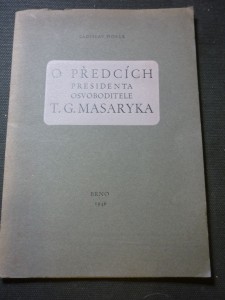 O PŘEDCÍCH
PRESIDENTA
OSVOBODITELE
T. G. MASARYKA
BRNO